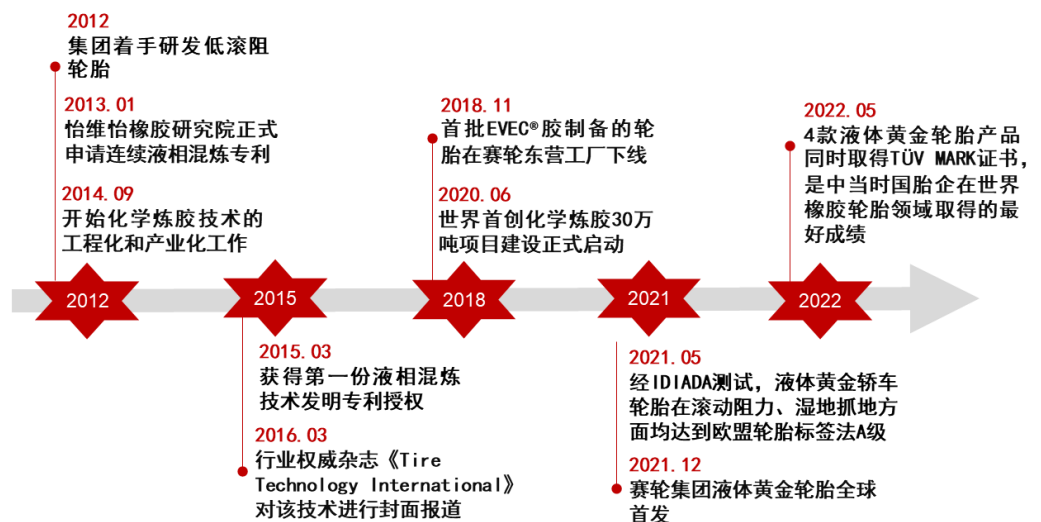 2012
集团着手研发低滚阻
轮胎
2013.01
怡维怡橡胶研究院正式
申请连续液相混炼专利
2014.09
开始化学炼胶技术的
工程化和产业化工作
2018.11
首批EVEC®胶制备的轮
胎在赛轮东营工厂下线
2020.06
世界首创化学炼胶30万
吨项目建设正式启动
2022.05
4款液体黄金轮胎产品
同时取得TÜV MARK证书，
是中当时国胎企在世界
橡胶轮胎领域取得的最
好成绩
2012
2015
2018
2021
2022
2015.03
获得第一份液相混炼
技术发明专利授权
2016.03
行业权威杂志《Tire
Technology International》
对该技术进行封面报道
2021.05
经IDIADA测试，液体黄金轿车
轮胎在滚动阻力、湿地抓地方
面均达到欧盟轮胎标签法A级
2021.12
赛轮集团液体黄金轮胎全球
首发